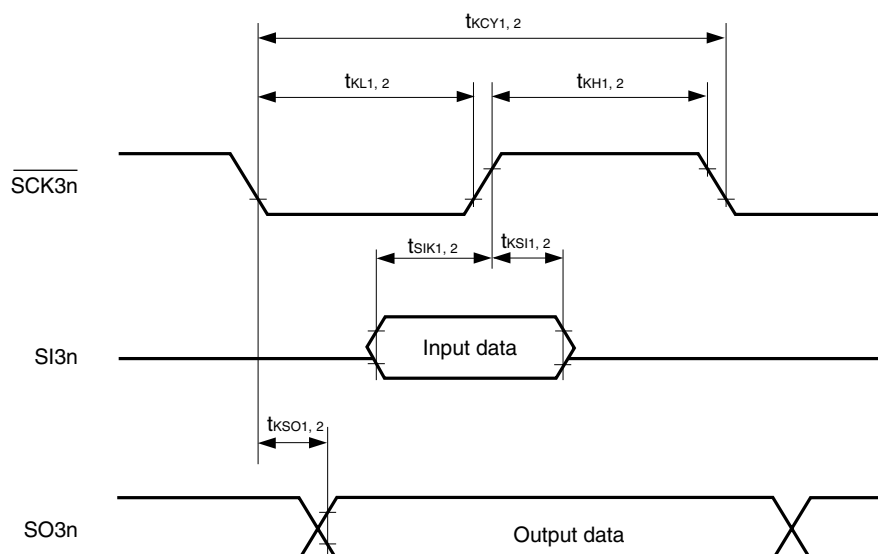 tKCY1, 2
tKL1, 2
tKH1, 2
SCK3n
tSIK1, 2
tKSI1, 2
SI3n
Input data
tKSO1, 2
SO3n
Output data